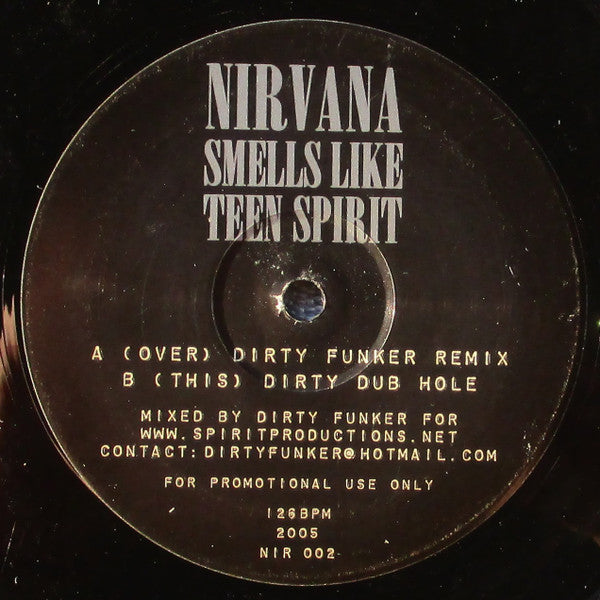 NIRVANA
SMELLS LIKE
TEEN SPIRIT
A (OVER) DIRTY FUNKER REMIX
B (THIS) DIRTY DUB HOLE
MIXED BY DIRTY FUNKER FOR
WWW.SPIRITPRODUCTIONS.NET
CONTACT:DIRTYFUNKER@HOTMAIL.COM
FOR PROMOTIONAL USE ONLY
126BPM
2005
NIR 002